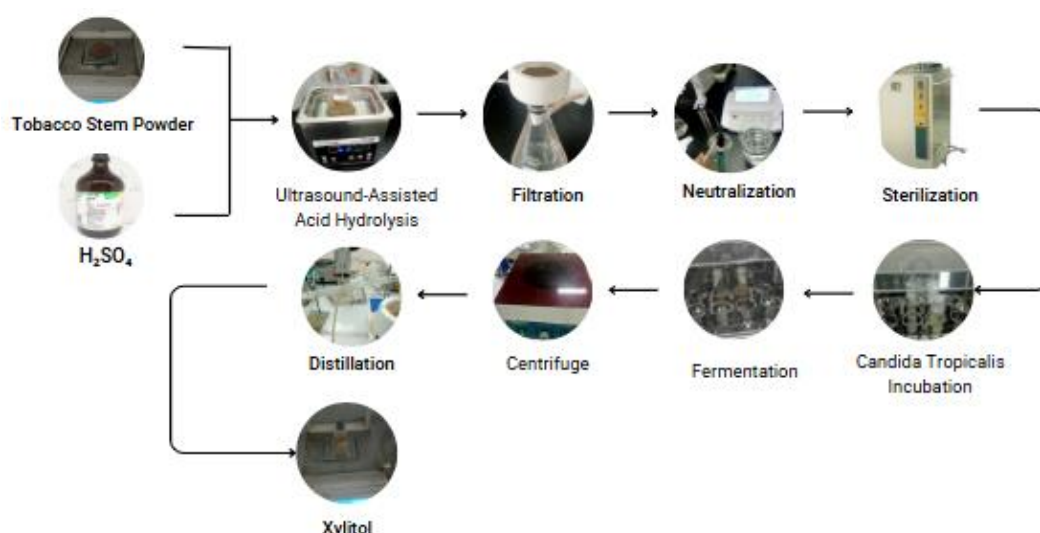 Tobacco Stem Powder
H₂SO₄
Ultrasound-Assisted
Acid Hydrolysis
Filtration
Neutralization
Sterilization
Candida Tropicalis
Incubation
Fermentation
Centrifuge
Distillation
Xylitol